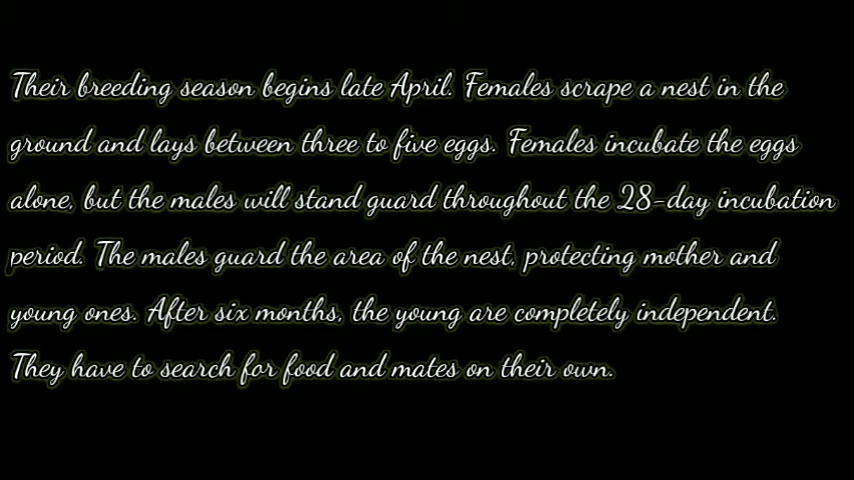 Their breeding season begins late April. Females scrape a nest in the
ground and lays between three to five eggs. Females incubate the eggs
alone, but the males will stand guard throughout the 28-day incubation
period. The males guard the area of the nest, protecting mother and
young ones. After six months, the young are completely independent.
They have to search for food and mates on their own.